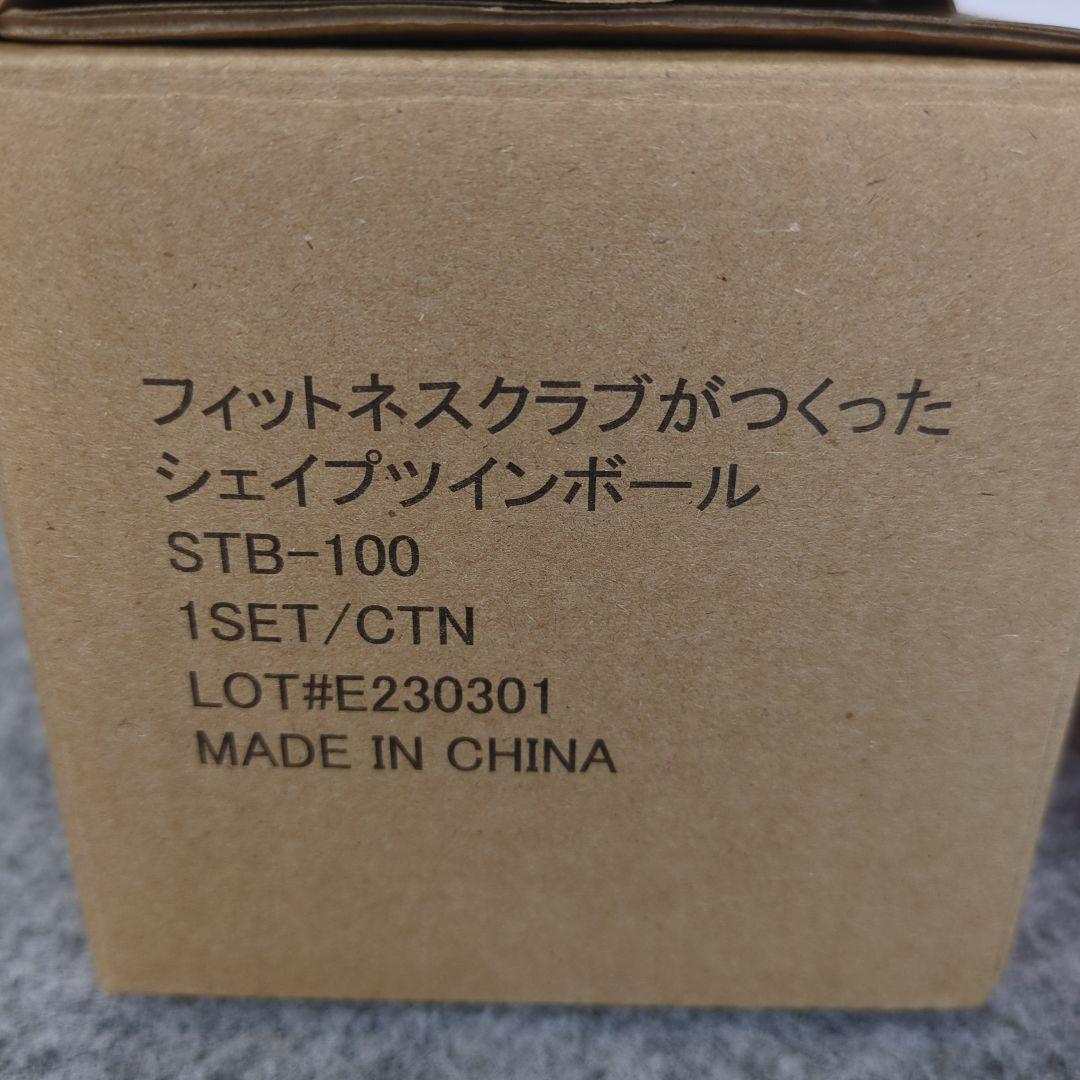 フィットネスクラブがつくった
シェイプツインボール
STB-100
1SET/CTN
LOT#E230301
MADE IN CHINA